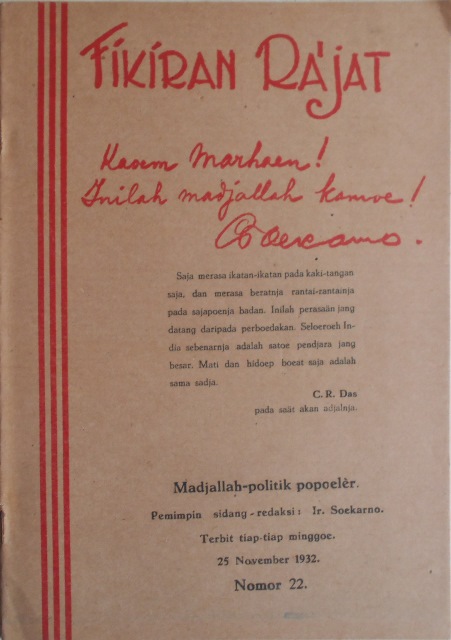 FIKIRAN RA'JAT
Kaoem Marhaen!
Inilah madjallah kamoe!
Soekarno.
Saja merasa ikatan-ikatan pada kaki-tangan
saja, dan merasa beratnja rantai-rantainja
pada sajapoenja badan. Inilah perasaän jang
datang daripada perboedakan. Seloeroeh In-
dia sebenarnja adalah satoe pendjara jang
besar. Mati dan hidoep boeat saja adalah
sama sadja.
C. R. Das
pada saät akan adjalnja.
Madjallah-politik popoelèr.
Pemimpin sidang-redaksi: Ir. Soekarno.
Terbit tiap-tiap minggoe.
25 November 1932.
Nomor 22.